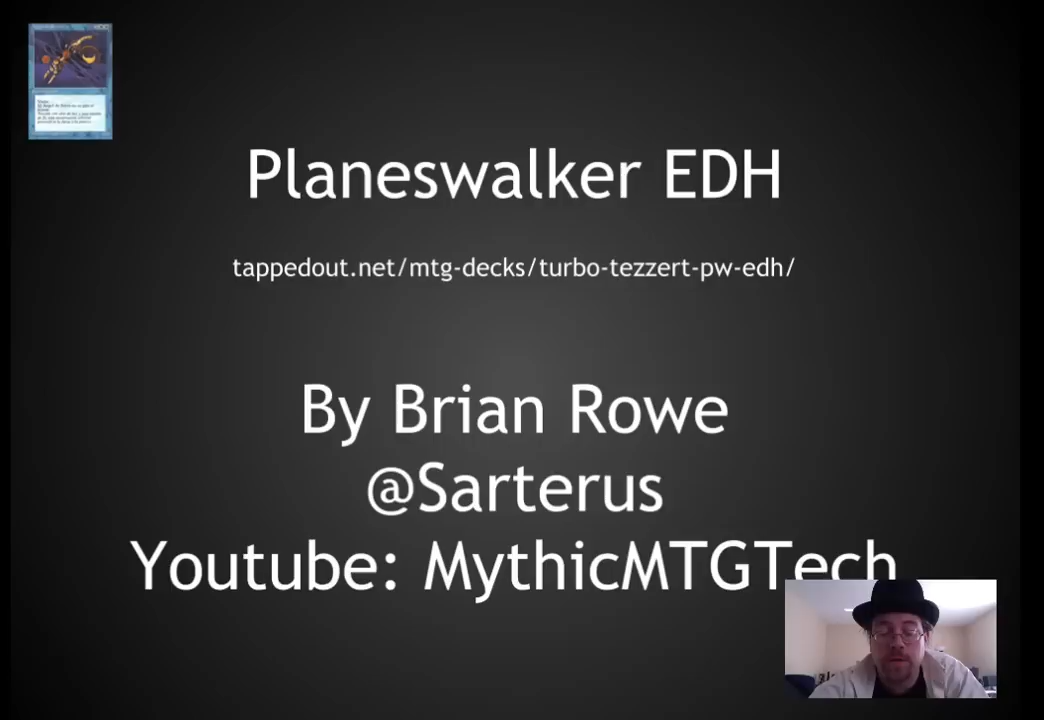 Planeswalker EDH
tappedout.net/mtg-decks/turbo-tezzert-pw-edh/
By Brian Rowe
@Sarterus
Youtube: MythicMTGTech